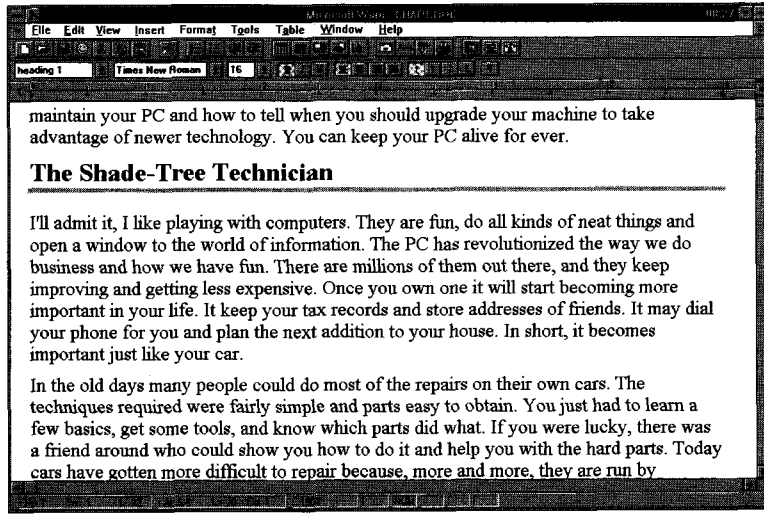 Microsoft Word - CHAP1.DOC
File Edit View Insert Format Tools Table Window Help
heading 1 Times New Roman 16
maintain your PC and how to tell when you should upgrade your machine to take
advantage of newer technology. You can keep your PC alive for ever.
The Shade-Tree Technician
I'll admit it, I like playing with computers. They are fun, do all kinds of neat things and
open a window to the world of information. The PC has revolutionized the way we do
business and how we have fun. There are millions of them out there, and they keep
improving and getting less expensive. Once you own one it will start becoming more
important in your life. It keep your tax records and store addresses of friends. It may dial
your phone for you and plan the next addition to your house. In short, it becomes
important just like your car.
In the old days many people could do most of the repairs on their own cars. The
techniques required were fairly simple and parts easy to obtain. You just had to learn a
few basics, get some tools, and know which parts did what. If you were lucky, there was
a friend around who could show you how to do it and help you with the hard parts. Today
cars have gotten more difficult to repair because, more and more, they are run by